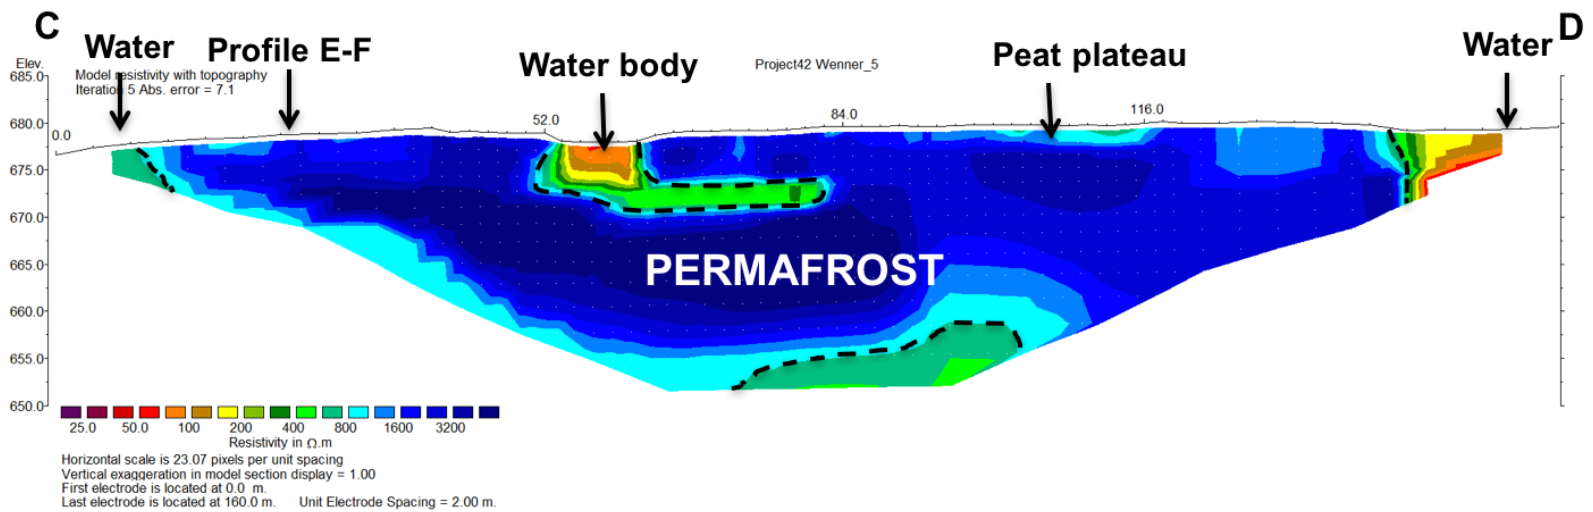 C
D
Water
Profile E-F
Water body
Peat plateau
Water
Elev.
Model resistivity with topography
Iteration 5 Abs. error = 7.1
Project42 Wenner_5
685.0
680.0
675.0
670.0
665.0
660.0
655.0
650.0
0.0
52.0
84.0
116.0
PERMAFROST
25.0 50.0 100 200 400 800 1600 3200
Resistivity in Ω.m
Horizontal scale is 23.07 pixels per unit spacing
Vertical exaggeration in model section display = 1.00
First electrode is located at 0.0 m.
Last electrode is located at 160.0 m. Unit Electrode Spacing = 2.00 m.